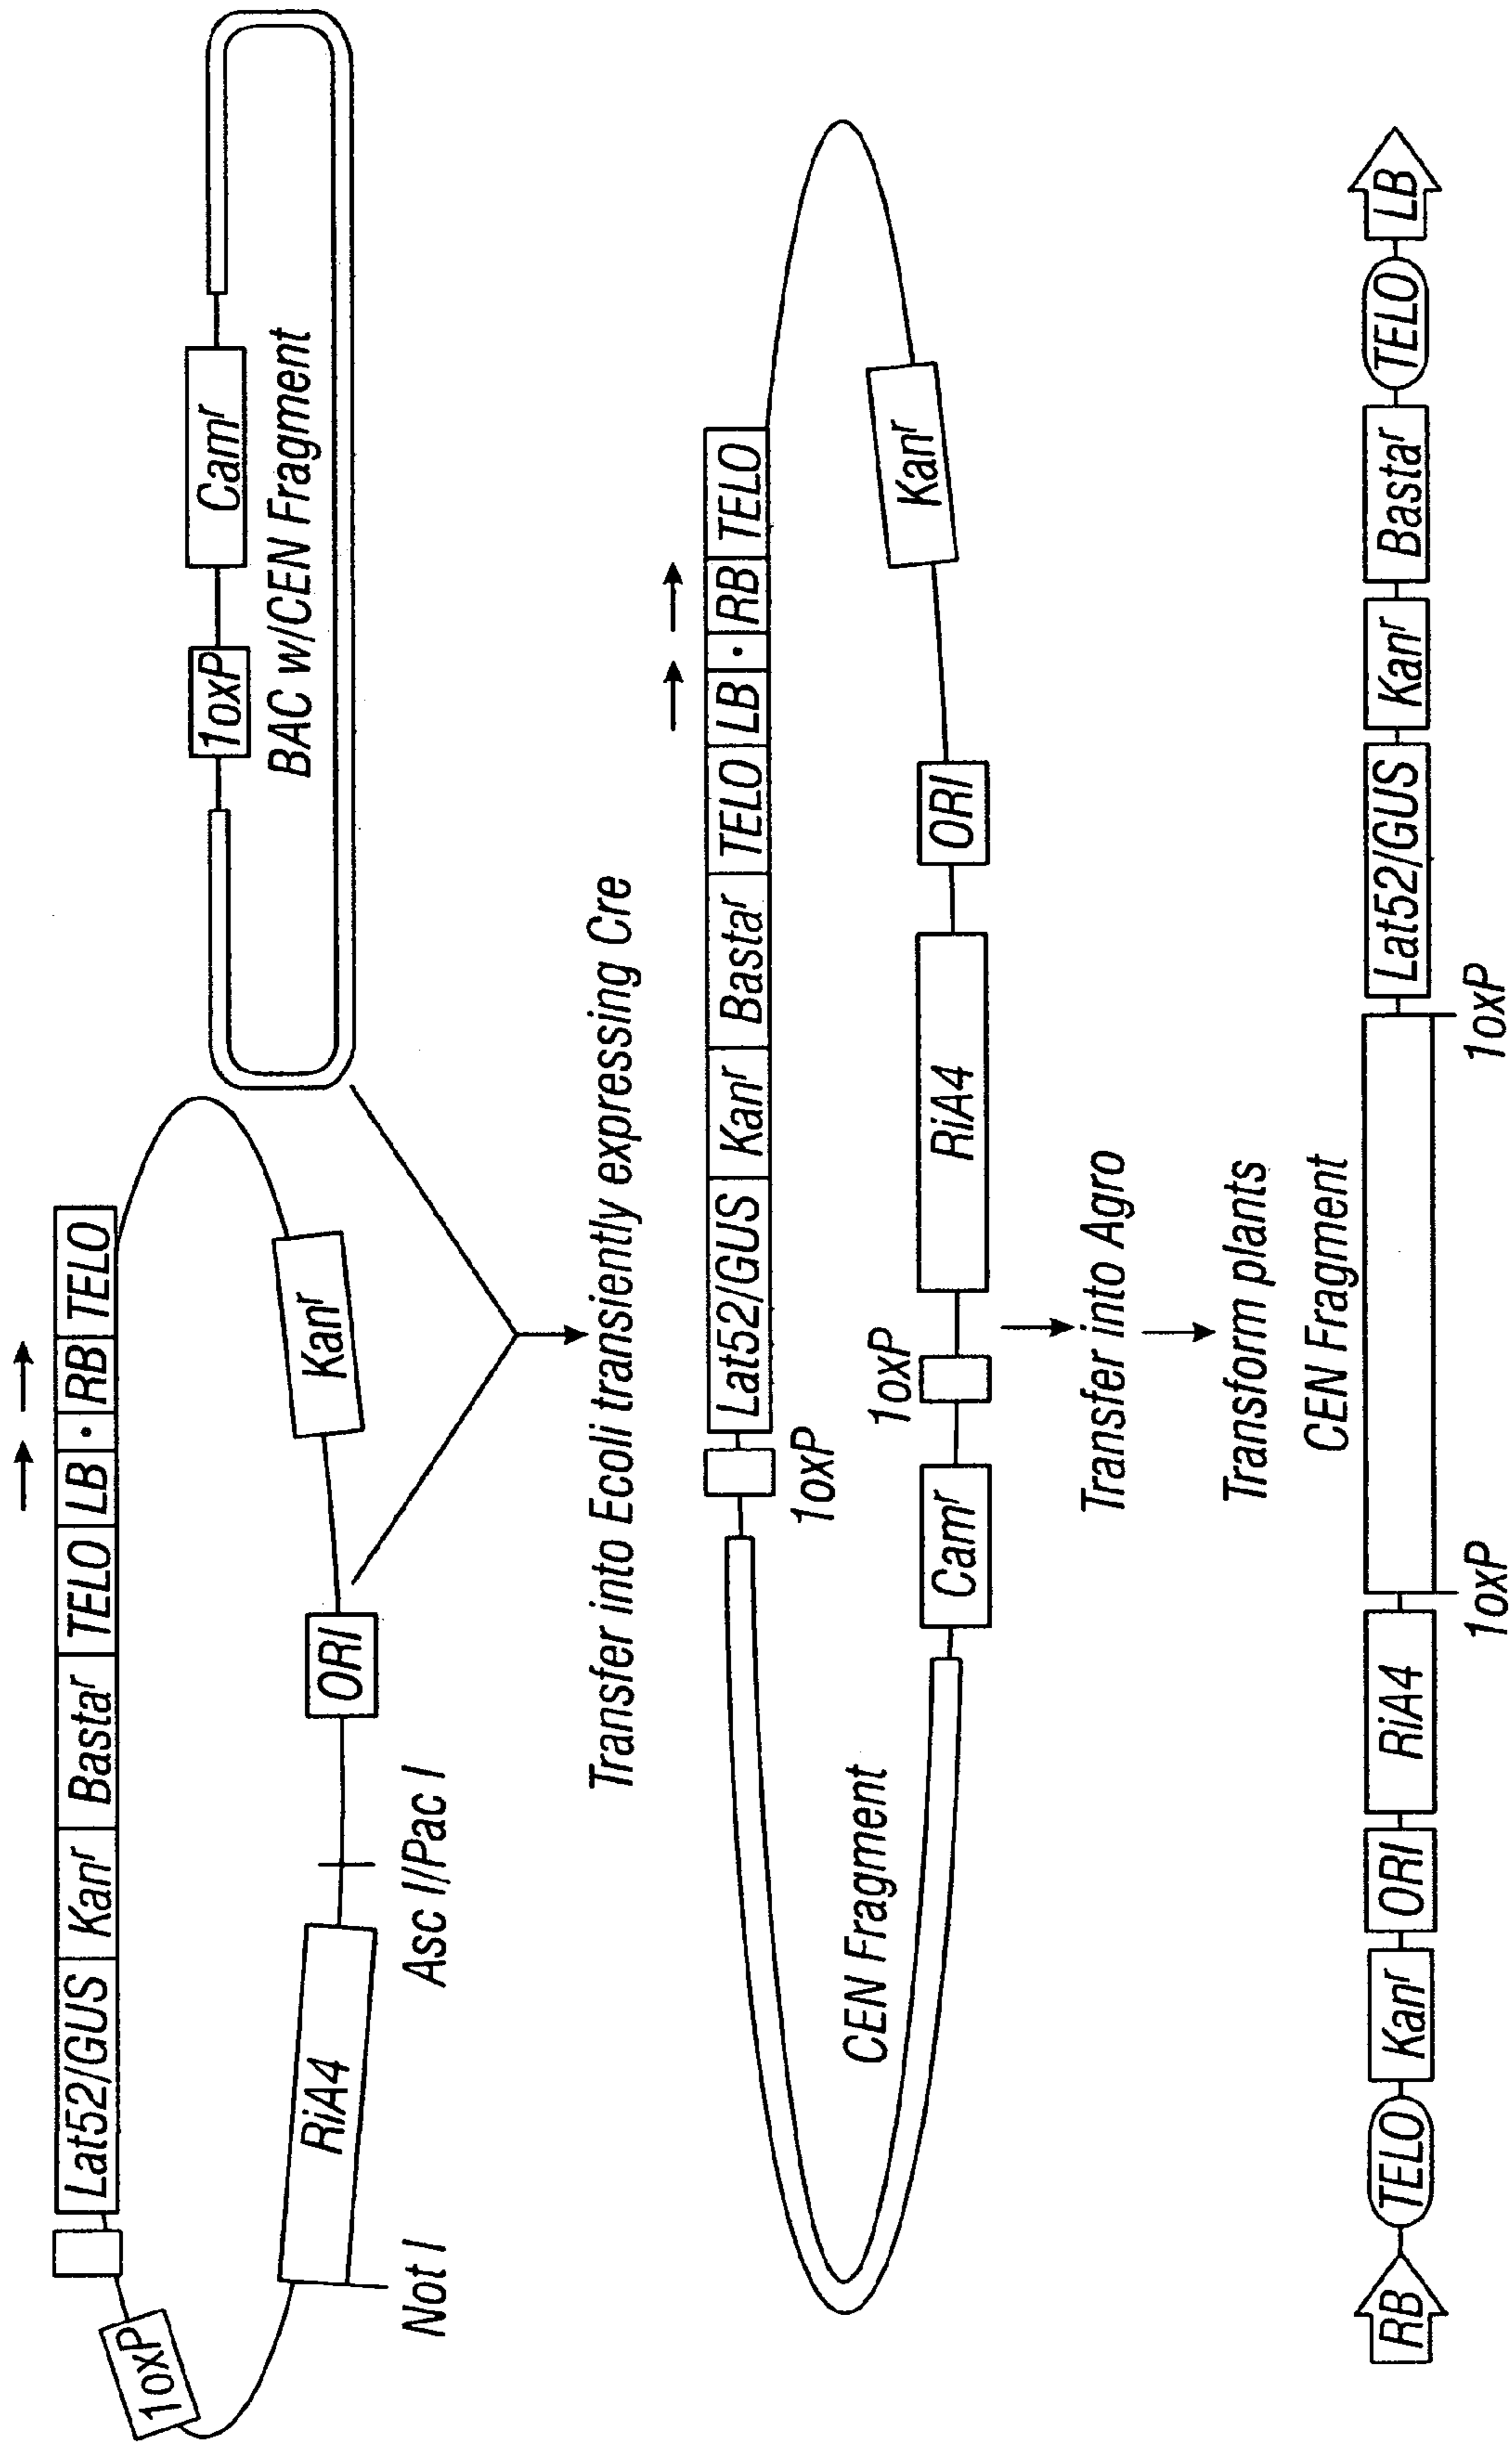 Lat52/GUS Kanʳ Bastaʳ TELO LB • RB TELO
1oxP
RiA4
ORI
Kanʳ
Not I
Asc I/Pac I
1oxP
Camʳ
BAC w/CEN Fragment
Transfer into Ecoli transiently expressing Cre
Lat52/GUS Kanʳ Bastaʳ TELO LB • RB TELO
1oxP
CEN Fragment
Camʳ
1oxP
RiA4
ORI
Kanʳ
Transfer into Agro
Transform plants
CEN Fragment
RB TELO Kanʳ ORI RiA4 Lat52/GUS Kanʳ Bastaʳ TELO LB
1oxP 1oxP